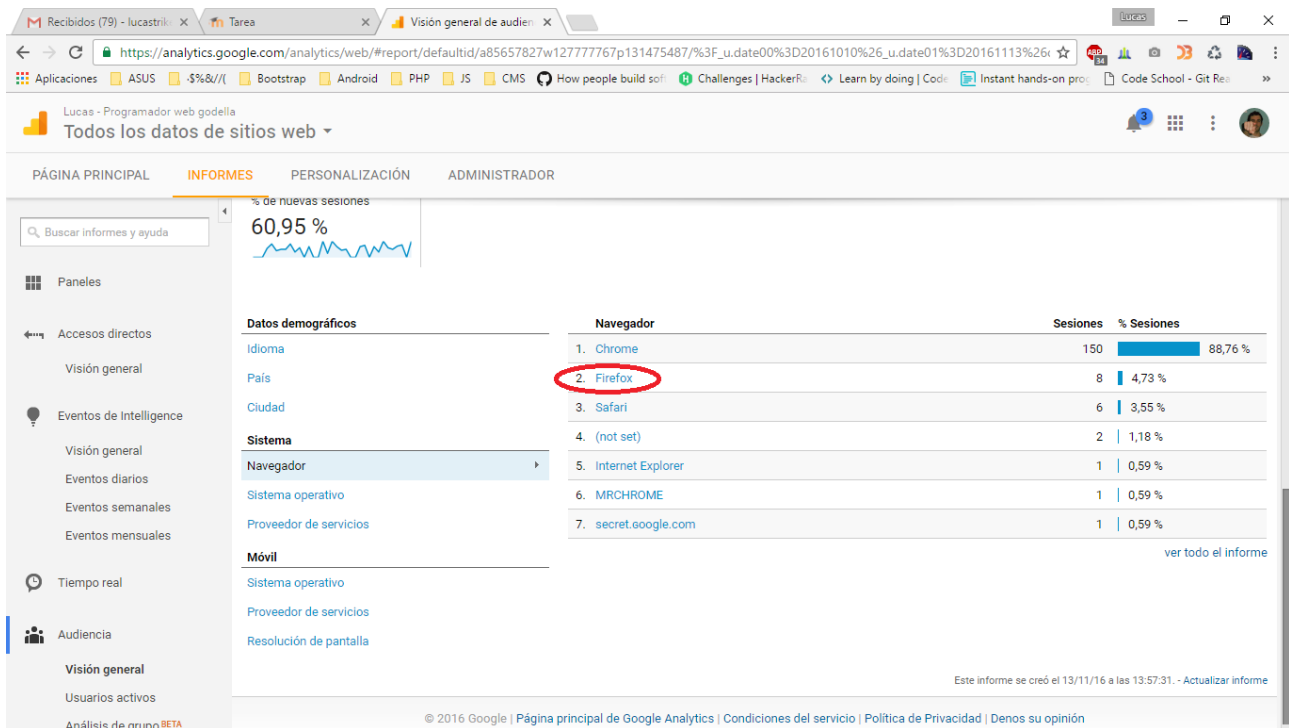 Recibidos (79) - lucastrik
Tarea
Visión general de audien
Lucas
https://analytics.google.com/analytics/web/#report/defaultid/a85657827w127777767p131475487/%3F_u.date00%3D20161010%26_u.date01%3D20161113%26
34
Aplicaciones
ASUS
-$%&//(
Bootstrap
Android
PHP
JS
CMS
How people build sof
Challenges | HackerRa
Learn by doing | Code
Instant hands-on prog
Code School - Git Rea
Lucas - Programador web godella
Todos los datos de sitios web
3
PÁGINA PRINCIPAL
INFORMES
PERSONALIZACIÓN
ADMINISTRADOR
Buscar informes y ayuda
Paneles
Accesos directos
Visión general
Eventos de Intelligence
Visión general
Eventos diarios
Eventos semanales
Eventos mensuales
Tiempo real
Audiencia
Visión general
Usuarios activos
Análisis de grupo BETA
% de nuevas sesiones
60,95 %
Datos demográficos
Idioma
País
Ciudad
Sistema
Navegador
Sistema operativo
Proveedor de servicios
Móvil
Sistema operativo
Proveedor de servicios
Resolución de pantalla
Navegador Sesiones % Sesiones
1. Chrome 150 88,76 %
2. Firefox 8 4,73 %
3. Safari 6 3,55 %
4. (not set) 2 1,18 %
5. Internet Explorer 1 0,59 %
6. MRCHROME 1 0,59 %
7. secret.ɢoogle.com 1 0,59 %
ver todo el informe
Este informe se creó el 13/11/16 a las 13:57:31. - Actualizar informe
© 2016 Google | Página principal de Google Analytics | Condiciones del servicio | Política de Privacidad | Denos su opinión